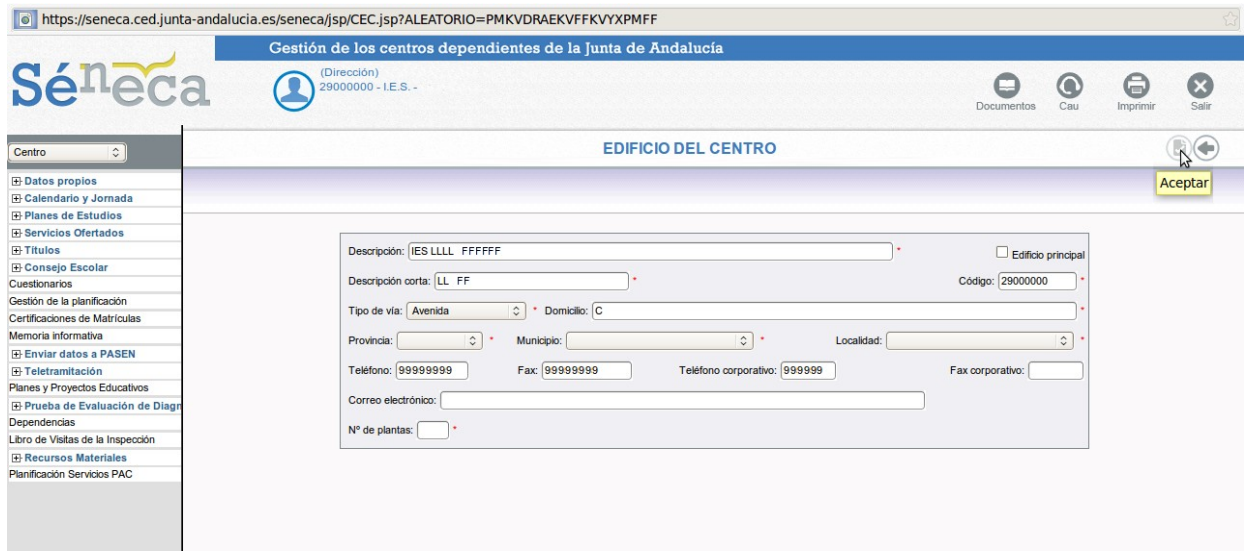 https://seneca.ced.junta-andalucia.es/seneca/jsp/CEC.jsp?ALEATORIO=PMKVDRAEKVFFKVYXPMFF
Séneca
Gestión de los centros dependientes de la Junta de Andalucía
(Dirección)
29000000 - I.E.S. -
Documentos Cau Imprimir Salir
Centro
EDIFICIO DEL CENTRO
Aceptar
Datos propios
Calendario y Jornada
Planes de Estudios
Servicios Ofertados
Títulos
Consejo Escolar
Cuestionarios
Gestión de la planificación
Certificaciones de Matrículas
Memoria informativa
Enviar datos a PASEN
Teletramitación
Planes y Proyectos Educativos
Prueba de Evaluación de Diagn
Dependencias
Libro de Visitas de la Inspección
Recursos Materiales
Planificación Servicios PAC
Descripción: IES LLLL FFFFFF * Edificio principal
Descripción corta: LL FF * Código: 29000000 *
Tipo de vía: Avenida * Domicilio: C *
Provincia: * Municipio: * Localidad: *
Teléfono: 99999999 Fax: 99999999 Teléfono corporativo: 999999 Fax corporativo:
Correo electrónico:
Nº de plantas: *